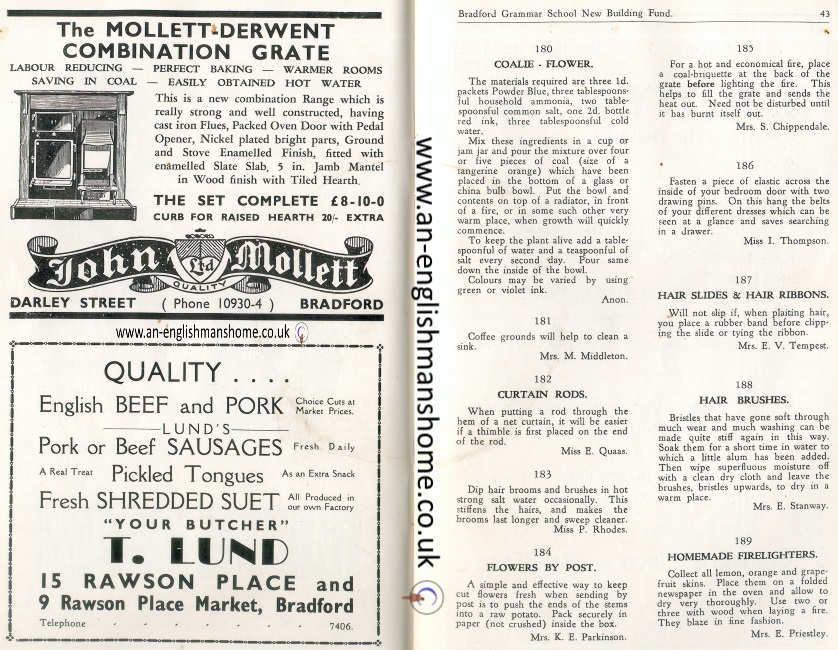 The MOLLETT-DERWENT
COMBINATION GRATE
LABOUR REDUCING — PERFECT BAKING — WARMER ROOMS
SAVING IN COAL — EASILY OBTAINED HOT WATER
This is a new combination Range which is
really strong and well constructed, having
cast iron Flues, Packed Oven Door with Pedal
Opener, Nickel plated bright parts, Ground
and Stove Enamelled Finish, fitted with
enamelled Slate Slab, 5 in. Jamb Mantel
in Wood finish with Tiled Hearth.
THE SET COMPLETE £8-10-0
CURB FOR RAISED HEARTH 20/- EXTRA
John Ltd Mollett
QUALITY
DARLEY STREET ( Phone 10930-4 ) BRADFORD
www.an-englishmanshome.co.uk
QUALITY . . . .
English BEEF and PORK Choice Cuts at
Market Prices.
LUND'S
Pork or Beef SAUSAGES Fresh Daily
A Real Treat Pickled Tongues As an Extra Snack
Fresh SHREDDED SUET All Produced in
our own Factory
"YOUR BUTCHER"
T. LUND
15 RAWSON PLACE and
9 Rawson Place Market, Bradford
Telephone - - - - - 7406.
www.an-englishmanshome.co.uk
Bradford Grammar School New Building Fund. 43
180
COALIE - FLOWER.
The materials required are three 1d.
packets Powder Blue, three tablespoons-
ful household ammonia, two table-
spoonsful common salt, one 2d. bottle
red ink, three tablespoonsful cold
water.
Mix these ingredients in a cup or
jam jar and pour the mixture over four
or five pieces of coal (size of a
tangerine orange) which have been
placed in the bottom of a glass or
china bulb bowl. Put the bowl and
contents on top of a radiator, in front
of a fire, or in some such other very
warm place, when growth will quickly
commence.
To keep the plant alive add a table-
spoonful of water and a teaspoonful of
salt every second day. Pour same
down the inside of the bowl.
Colours may be varied by using
green or violet ink.
Anon.
181
Coffee grounds will help to clean a
sink.
Mrs. M. Middleton.
182
CURTAIN RODS.
When putting a rod through the
hem of a net curtain, it will be easier
if a thimble is first placed on the end
of the rod.
Miss E. Quaas.
183
Dip hair brooms and brushes in hot
strong salt water occasionally. This
stiffens the hairs, and makes the
brooms last longer and sweep cleaner.
Miss P. Rhodes.
184
FLOWERS BY POST.
A simple and effective way to keep
cut flowers fresh when sending by
post is to push the ends of the stems
into a raw potato. Pack securely in
paper (not crushed) inside the box.
Mrs. K. E. Parkinson.
185
For a hot and economical fire, place
a coal-briquette at the back of the
grate before lighting the fire. This
helps to fill the grate and sends the
heat out. Need not be disturbed until
it has burnt itself out.
Mrs. S. Chippendale.
186
Fasten a piece of elastic across the
inside of your bedroom door with two
drawing pins. On this hang the belts
of your different dresses which can be
seen at a glance and saves searching
in a drawer.
Miss I. Thompson.
187
HAIR SLIDES & HAIR RIBBONS.
Will not slip if, when plaiting hair,
you place a rubber band before clipp-
ing the slide or tying the ribbon.
Mrs. E. V. Tempest.
188
HAIR BRUSHES.
Bristles that have gone soft through
much wear and much washing can be
made quite stiff again in this way.
Soak them for a short time in water to
which a little alum has been added.
Then wipe superfluous moisture off
with a clean dry cloth and leave the
brushes, bristles upwards, to dry in a
warm place.
Mrs. E. Stanway.
189
HOMEMADE FIRELIGHTERS.
Collect all lemon, orange and grape-
fruit skins. Place them on a folded
newspaper in the oven and allow to
dry very thoroughly. Use two or
three with wood when laying a fire.
They blaze in fine fashion.
Mrs. E. Priestley.